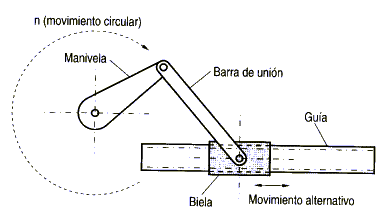 n (movimiento circular)
Manivela
Barra de unión
Guía
Biela
Movimiento alternativo